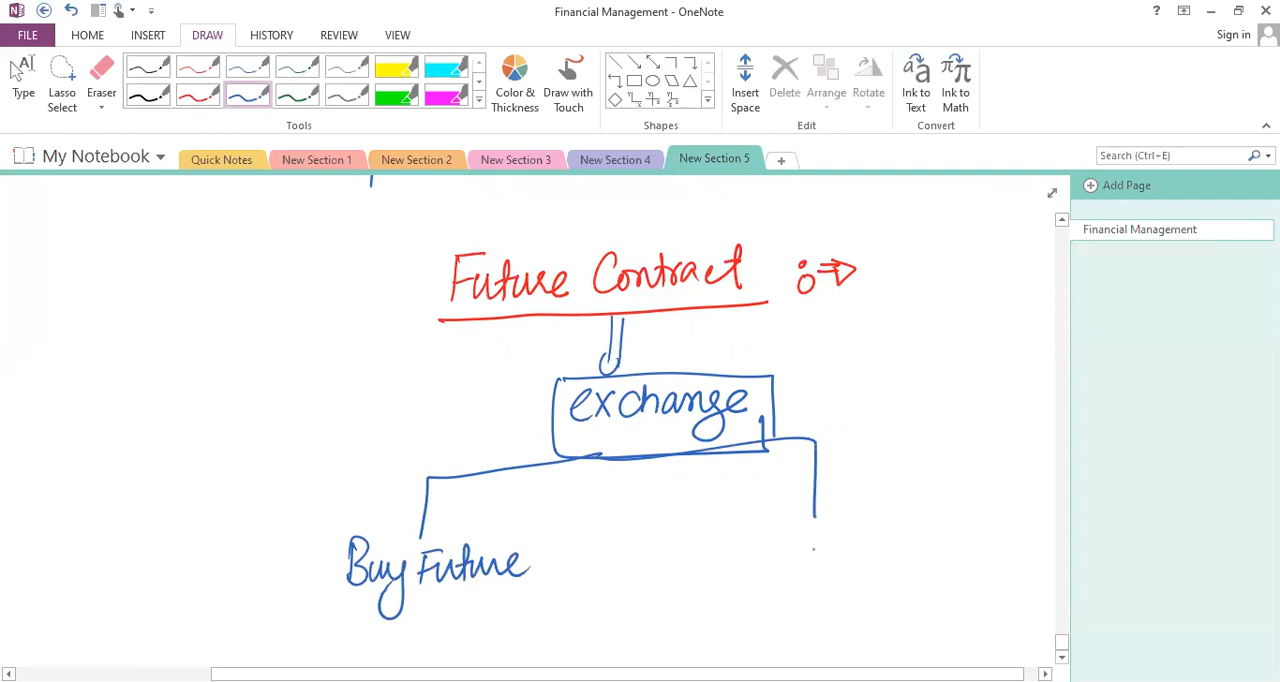 Financial Management - OneNote
?
Sign in
FILE HOME INSERT DRAW HISTORY REVIEW VIEW
Type
Lasso Select
Eraser
Color & Thickness
Draw with Touch
Insert Space
Delete
Arrange
Rotate
Ink to Text
Ink to Math
Tools
Shapes
Edit
Convert
My Notebook
Quick Notes New Section 1 New Section 2 New Section 3 New Section 4 New Section 5
Search (Ctrl+E)
Add Page
Financial Management
Future Contract
exchange
Buy Future